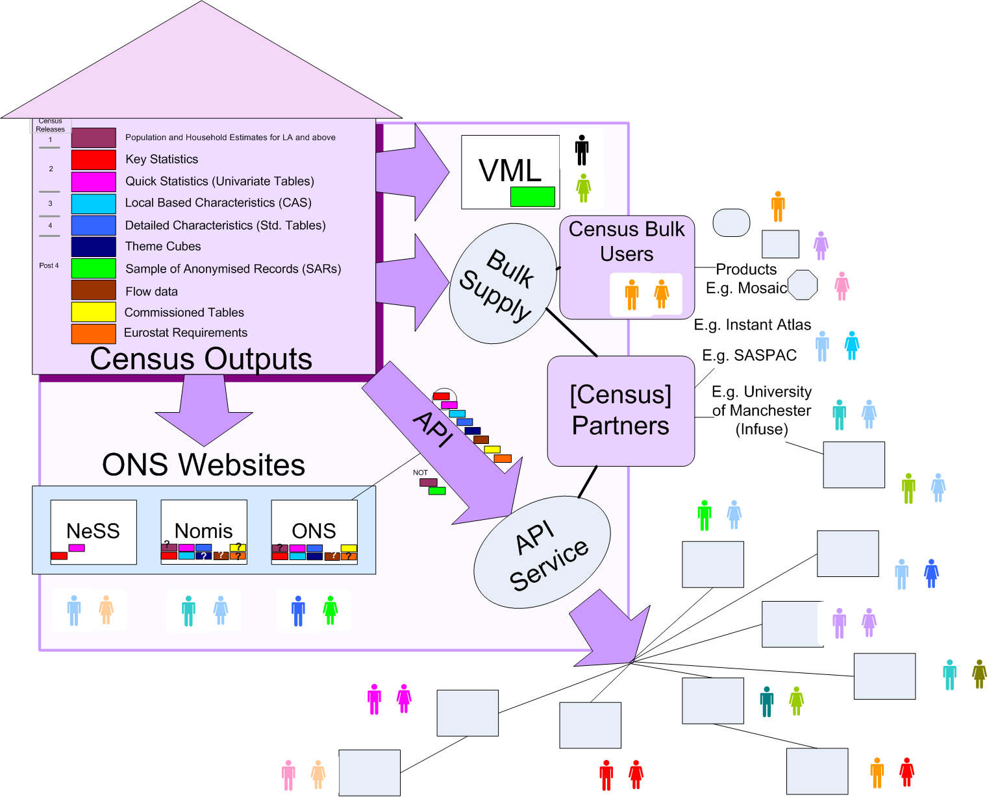 Census
Releases
1
Population and Household Estimates for LA and above
Key Statistics
2
Quick Statistics (Univariate Tables)
3
Local Based Characteristics (CAS)
4
Detailed Characteristics (Std. Tables)
Theme Cubes
Post 4
Sample of Anonymised Records (SARs)
Flow data
Commissioned Tables
Eurostat Requirements
Census Outputs
VML
Bulk
Supply
Census Bulk
Users
Products
E.g. Mosaic
E.g. Instant Atlas
E.g. SASPAC
E.g. University
of Manchester
(Infuse)
[Census]
Partners
API
NOT
API
Service
ONS Websites
NeSS
Nomis
? ?
? ? ?
ONS
?
? ?